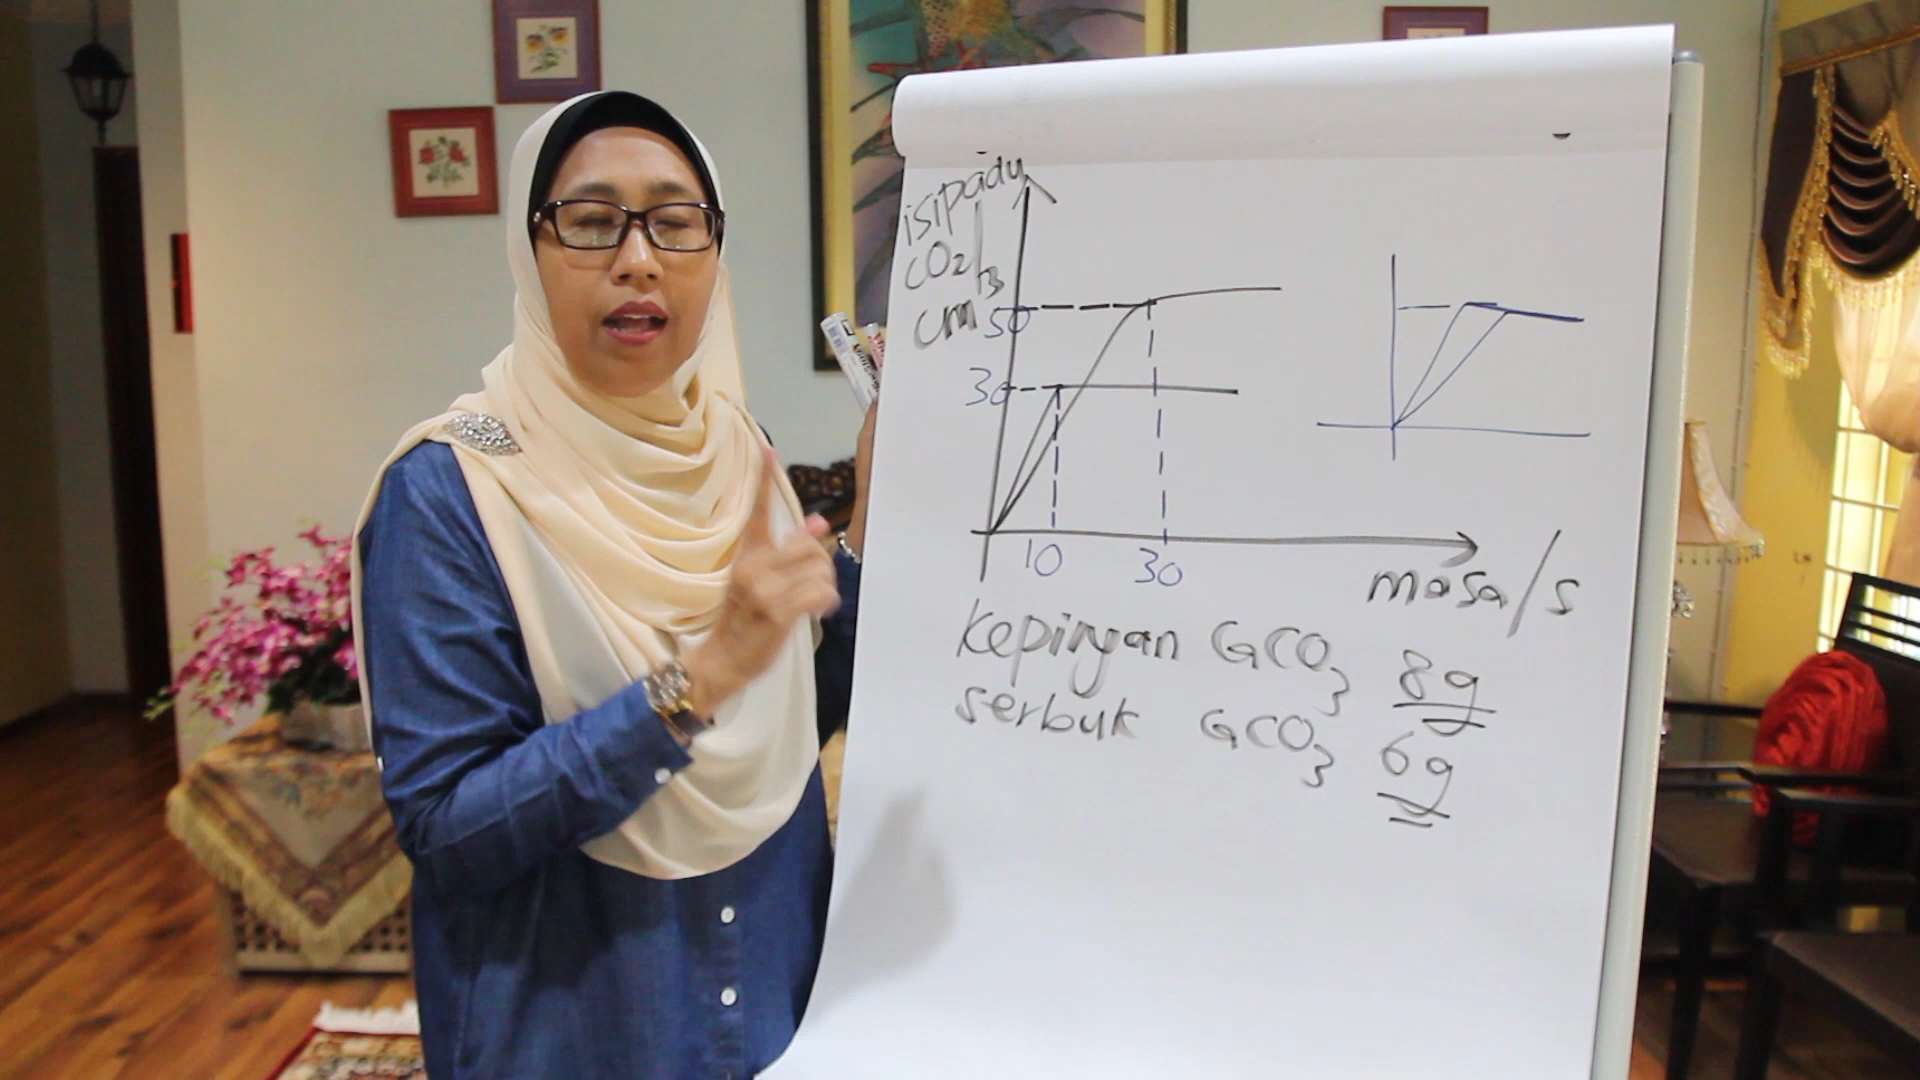 isipadu
CO2/
cm3
50
30
10
30
masa/s
kepingan CaCO3 8g
serbuk CaCO3 6g